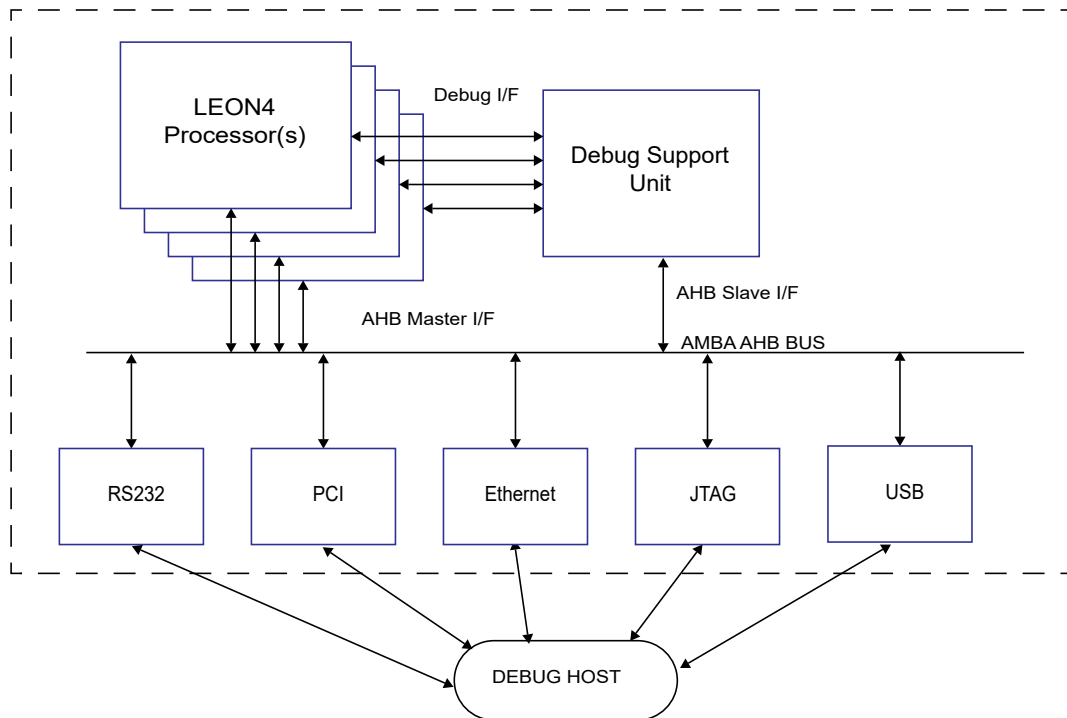 LEON4
Processor(s)
Debug I/F
Debug Support
Unit
AHB Slave I/F
AHB Master I/F
AMBA AHB BUS
RS232
PCI
Ethernet
JTAG
USB
DEBUG HOST